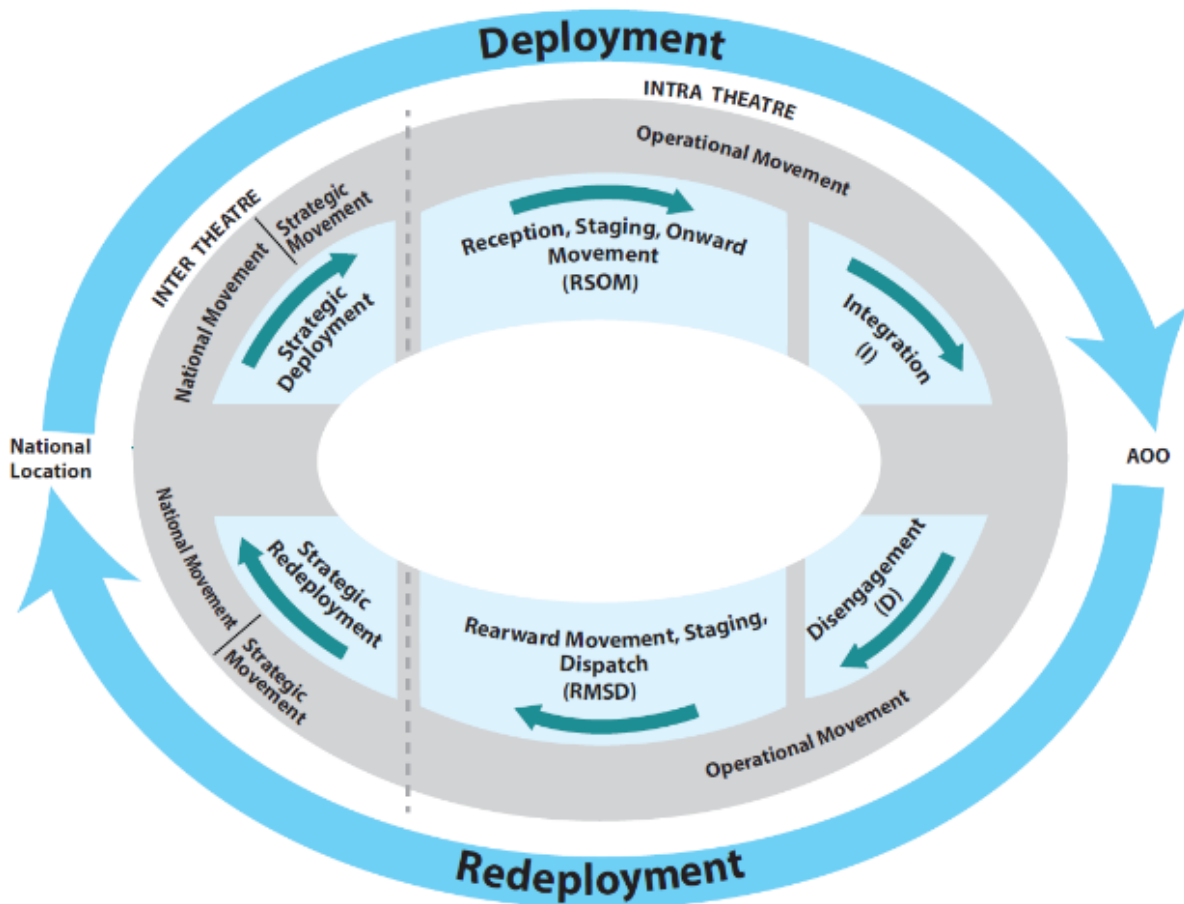 Deployment
INTRA THEATRE
Operational Movement
INTER THEATRE
National Movement
Strategic
Movement
Strategic
Deployment
Reception, Staging, Onward
Movement
(RSOM)
Integration
(I)
National
Location
AOO
National Movement
Strategic
Movement
Strategic
Redeployment
Rearward Movement, Staging,
Dispatch
(RMSD)
Disengagement
(D)
Operational Movement
Redeployment